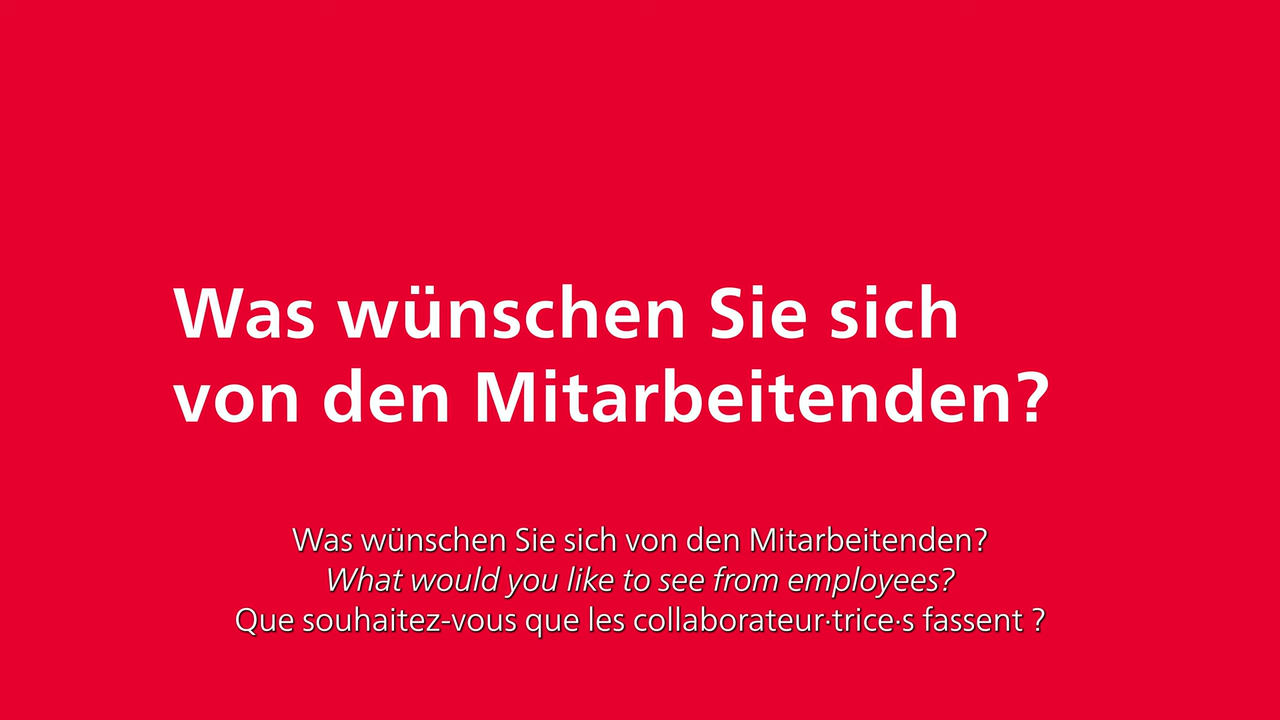 Was wünschen Sie sich
von den Mitarbeitenden?
Was wünschen Sie sich von den Mitarbeitenden?
What would you like to see from employees?
Que souhaitez-vous que les collaborateur·trice·s fassent ?